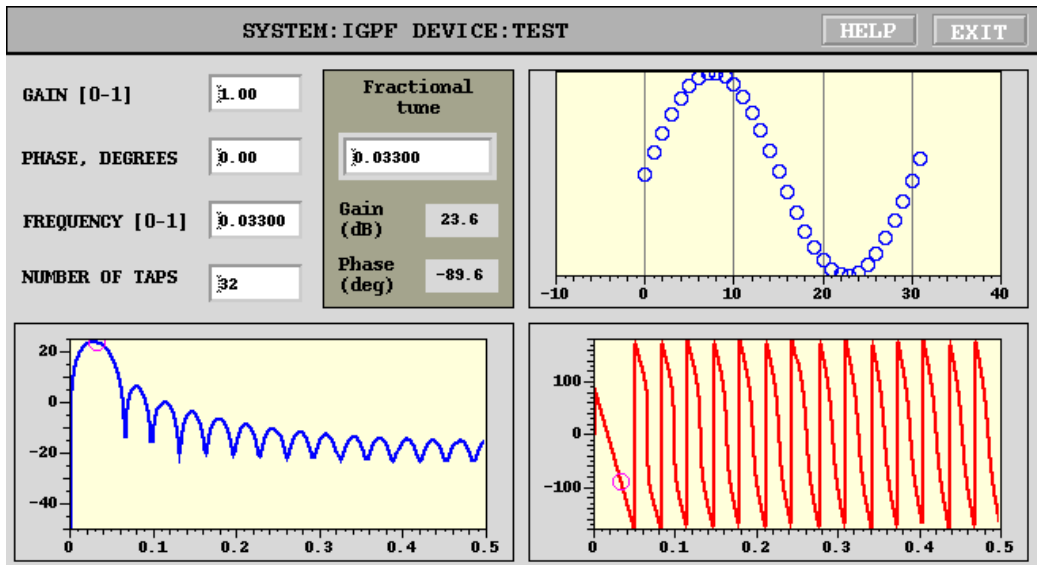 SYSTEM:IGPF DEVICE:TEST
HELP
EXIT
GAIN [0-1]
1.00
PHASE, DEGREES
0.00
FREQUENCY [0-1]
0.03300
NUMBER OF TAPS
32
Fractional
tune
0.03300
Gain
(dB)
23.6
Phase
(deg)
-89.6
-10 0 10 20 30 40
20
0
-20
-40
0 0.1 0.2 0.3 0.4 0.5
100
0
-100
0 0.1 0.2 0.3 0.4 0.5